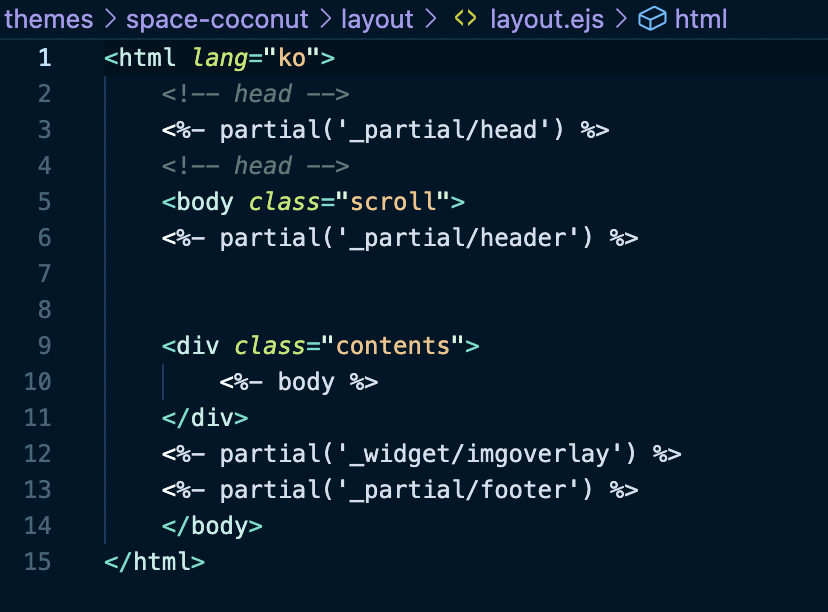 themes > space-coconut > layout > <> layout.ejs > html
1 <html lang="ko">
2 <!-- head -->
3 <%- partial('_partial/head') %>
4 <!-- head -->
5 <body class="scroll">
6 <%- partial('_partial/header') %>
7
8
9 <div class="contents">
10 <%- body %>
11 </div>
12 <%- partial('_widget/imgoverlay') %>
13 <%- partial('_partial/footer') %>
14 </body>
15 </html>